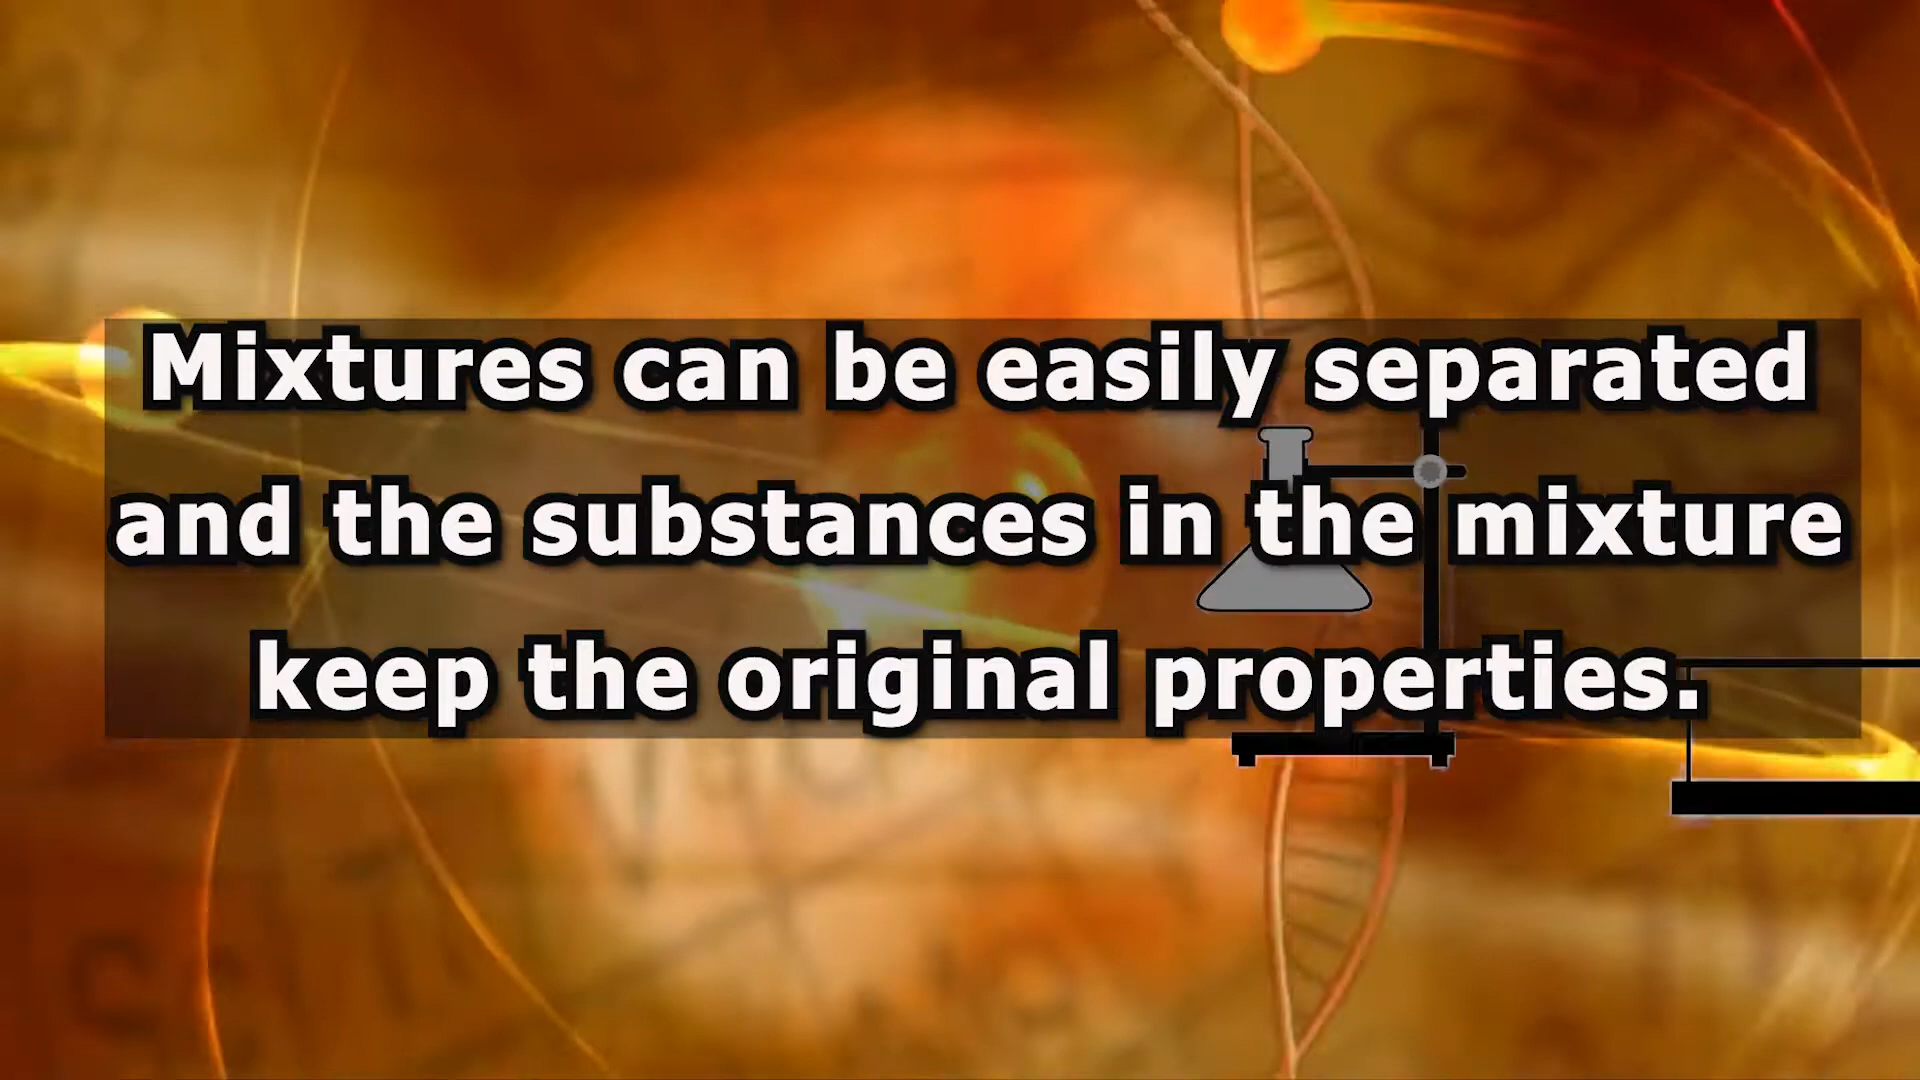 Mixtures can be easily separated
and the substances in the mixture
keep the original properties.